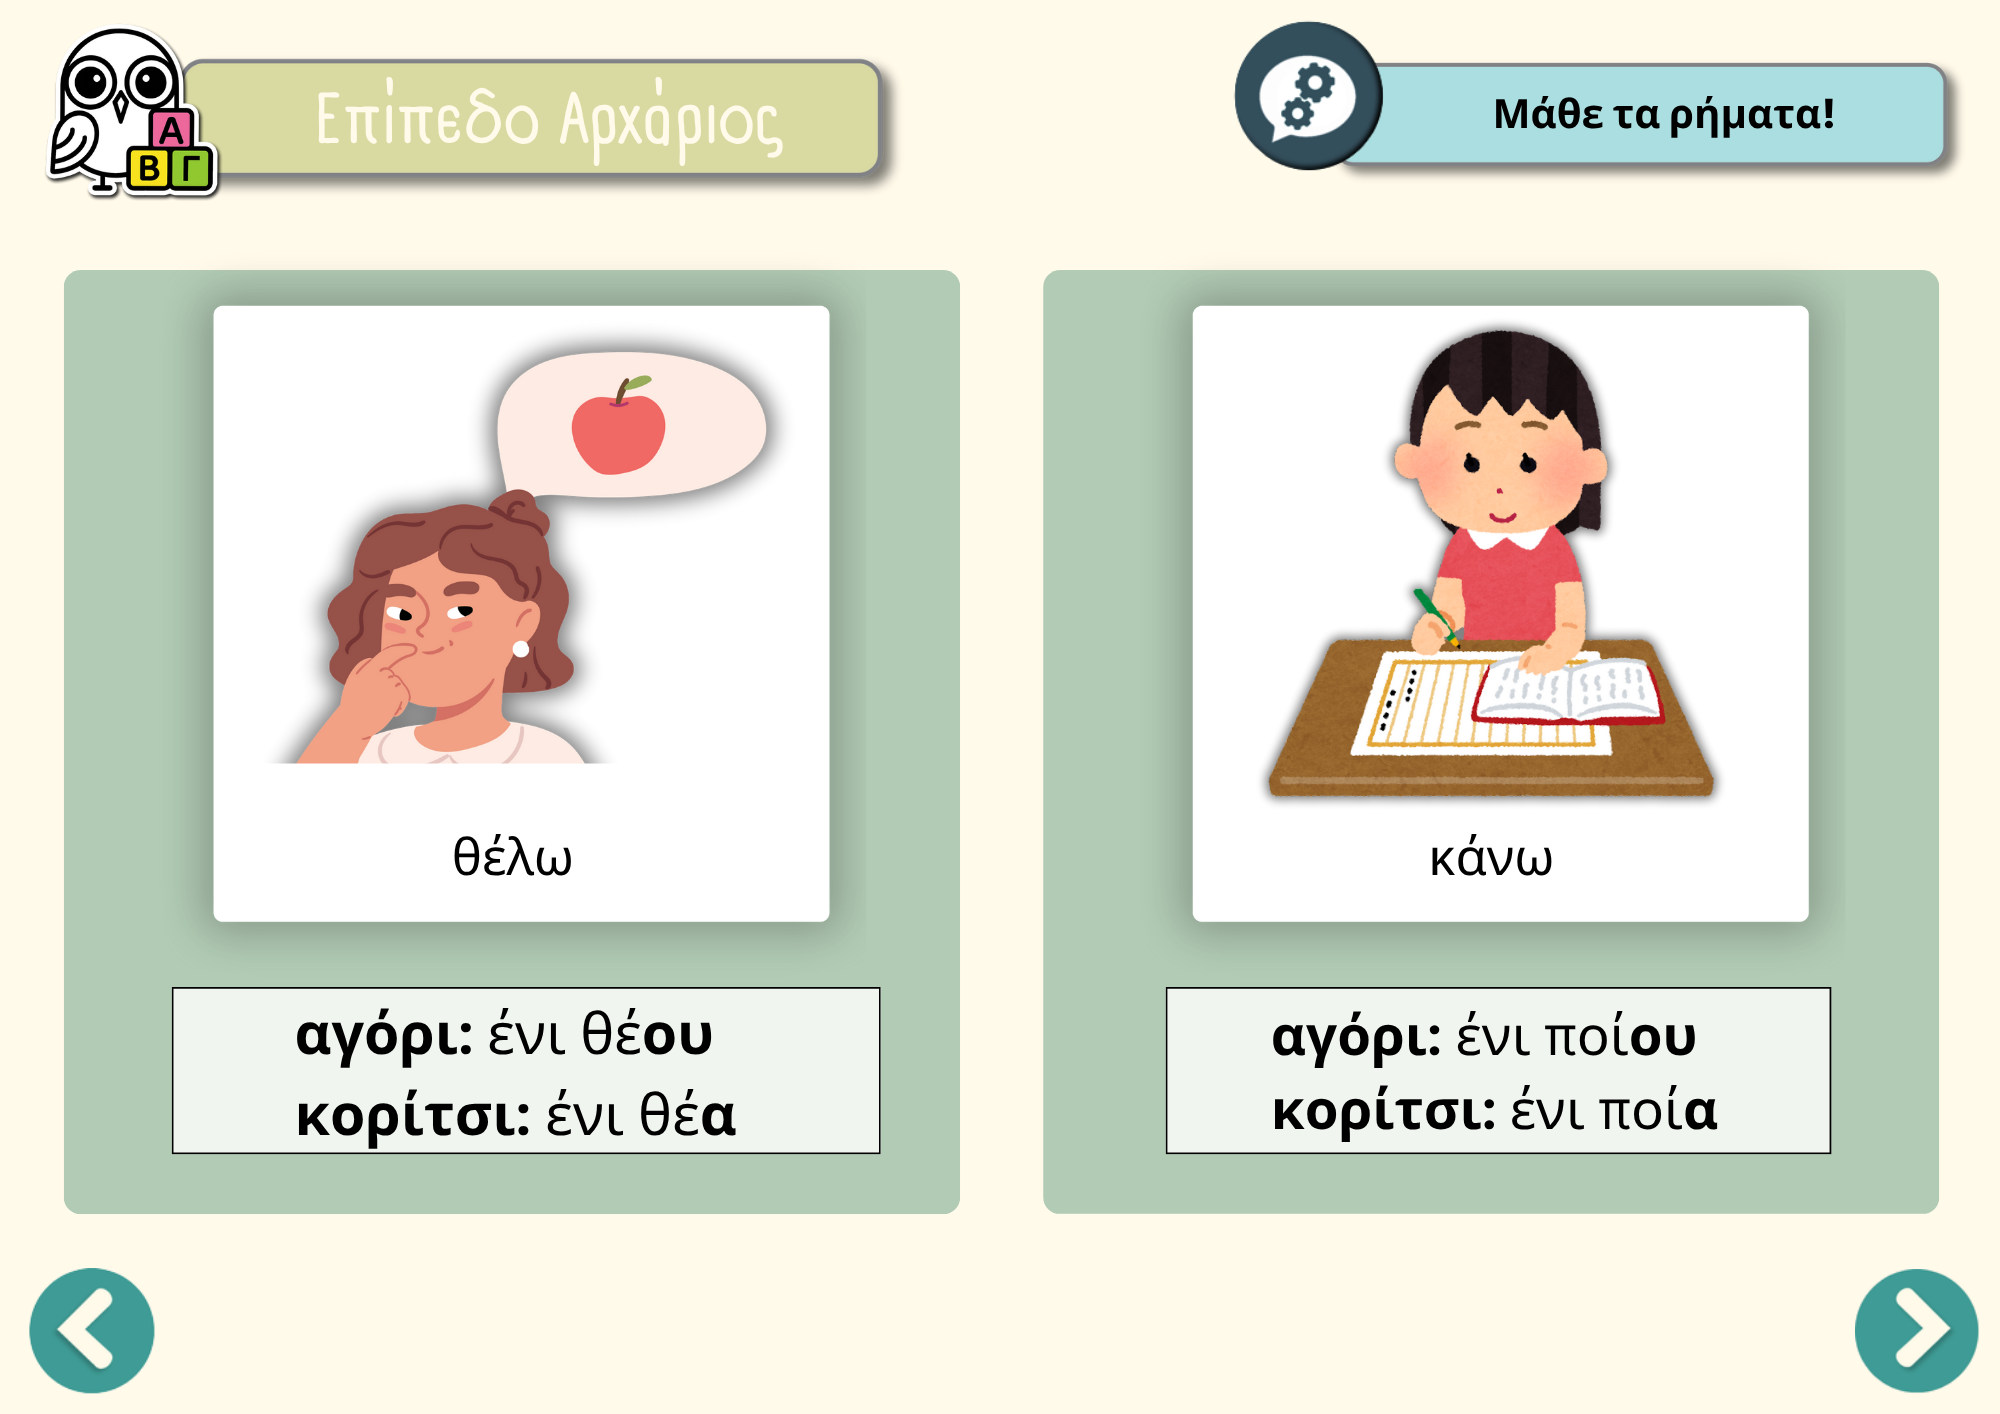 Επίπεδο Αρχάριος
Μάθε τα ρήματα!
Α
Β Γ
θέλω
αγόρι: ένι θέου
κορίτσι: ένι θέα
κάνω
αγόρι: ένι ποίου
κορίτσι: ένι ποία